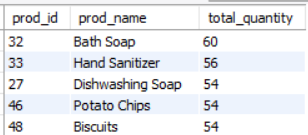 prod_id prod_name total_quantity
32 Bath Soap 60
33 Hand Sanitizer 56
27 Dishwashing Soap 54
46 Potato Chips 54
48 Biscuits 54